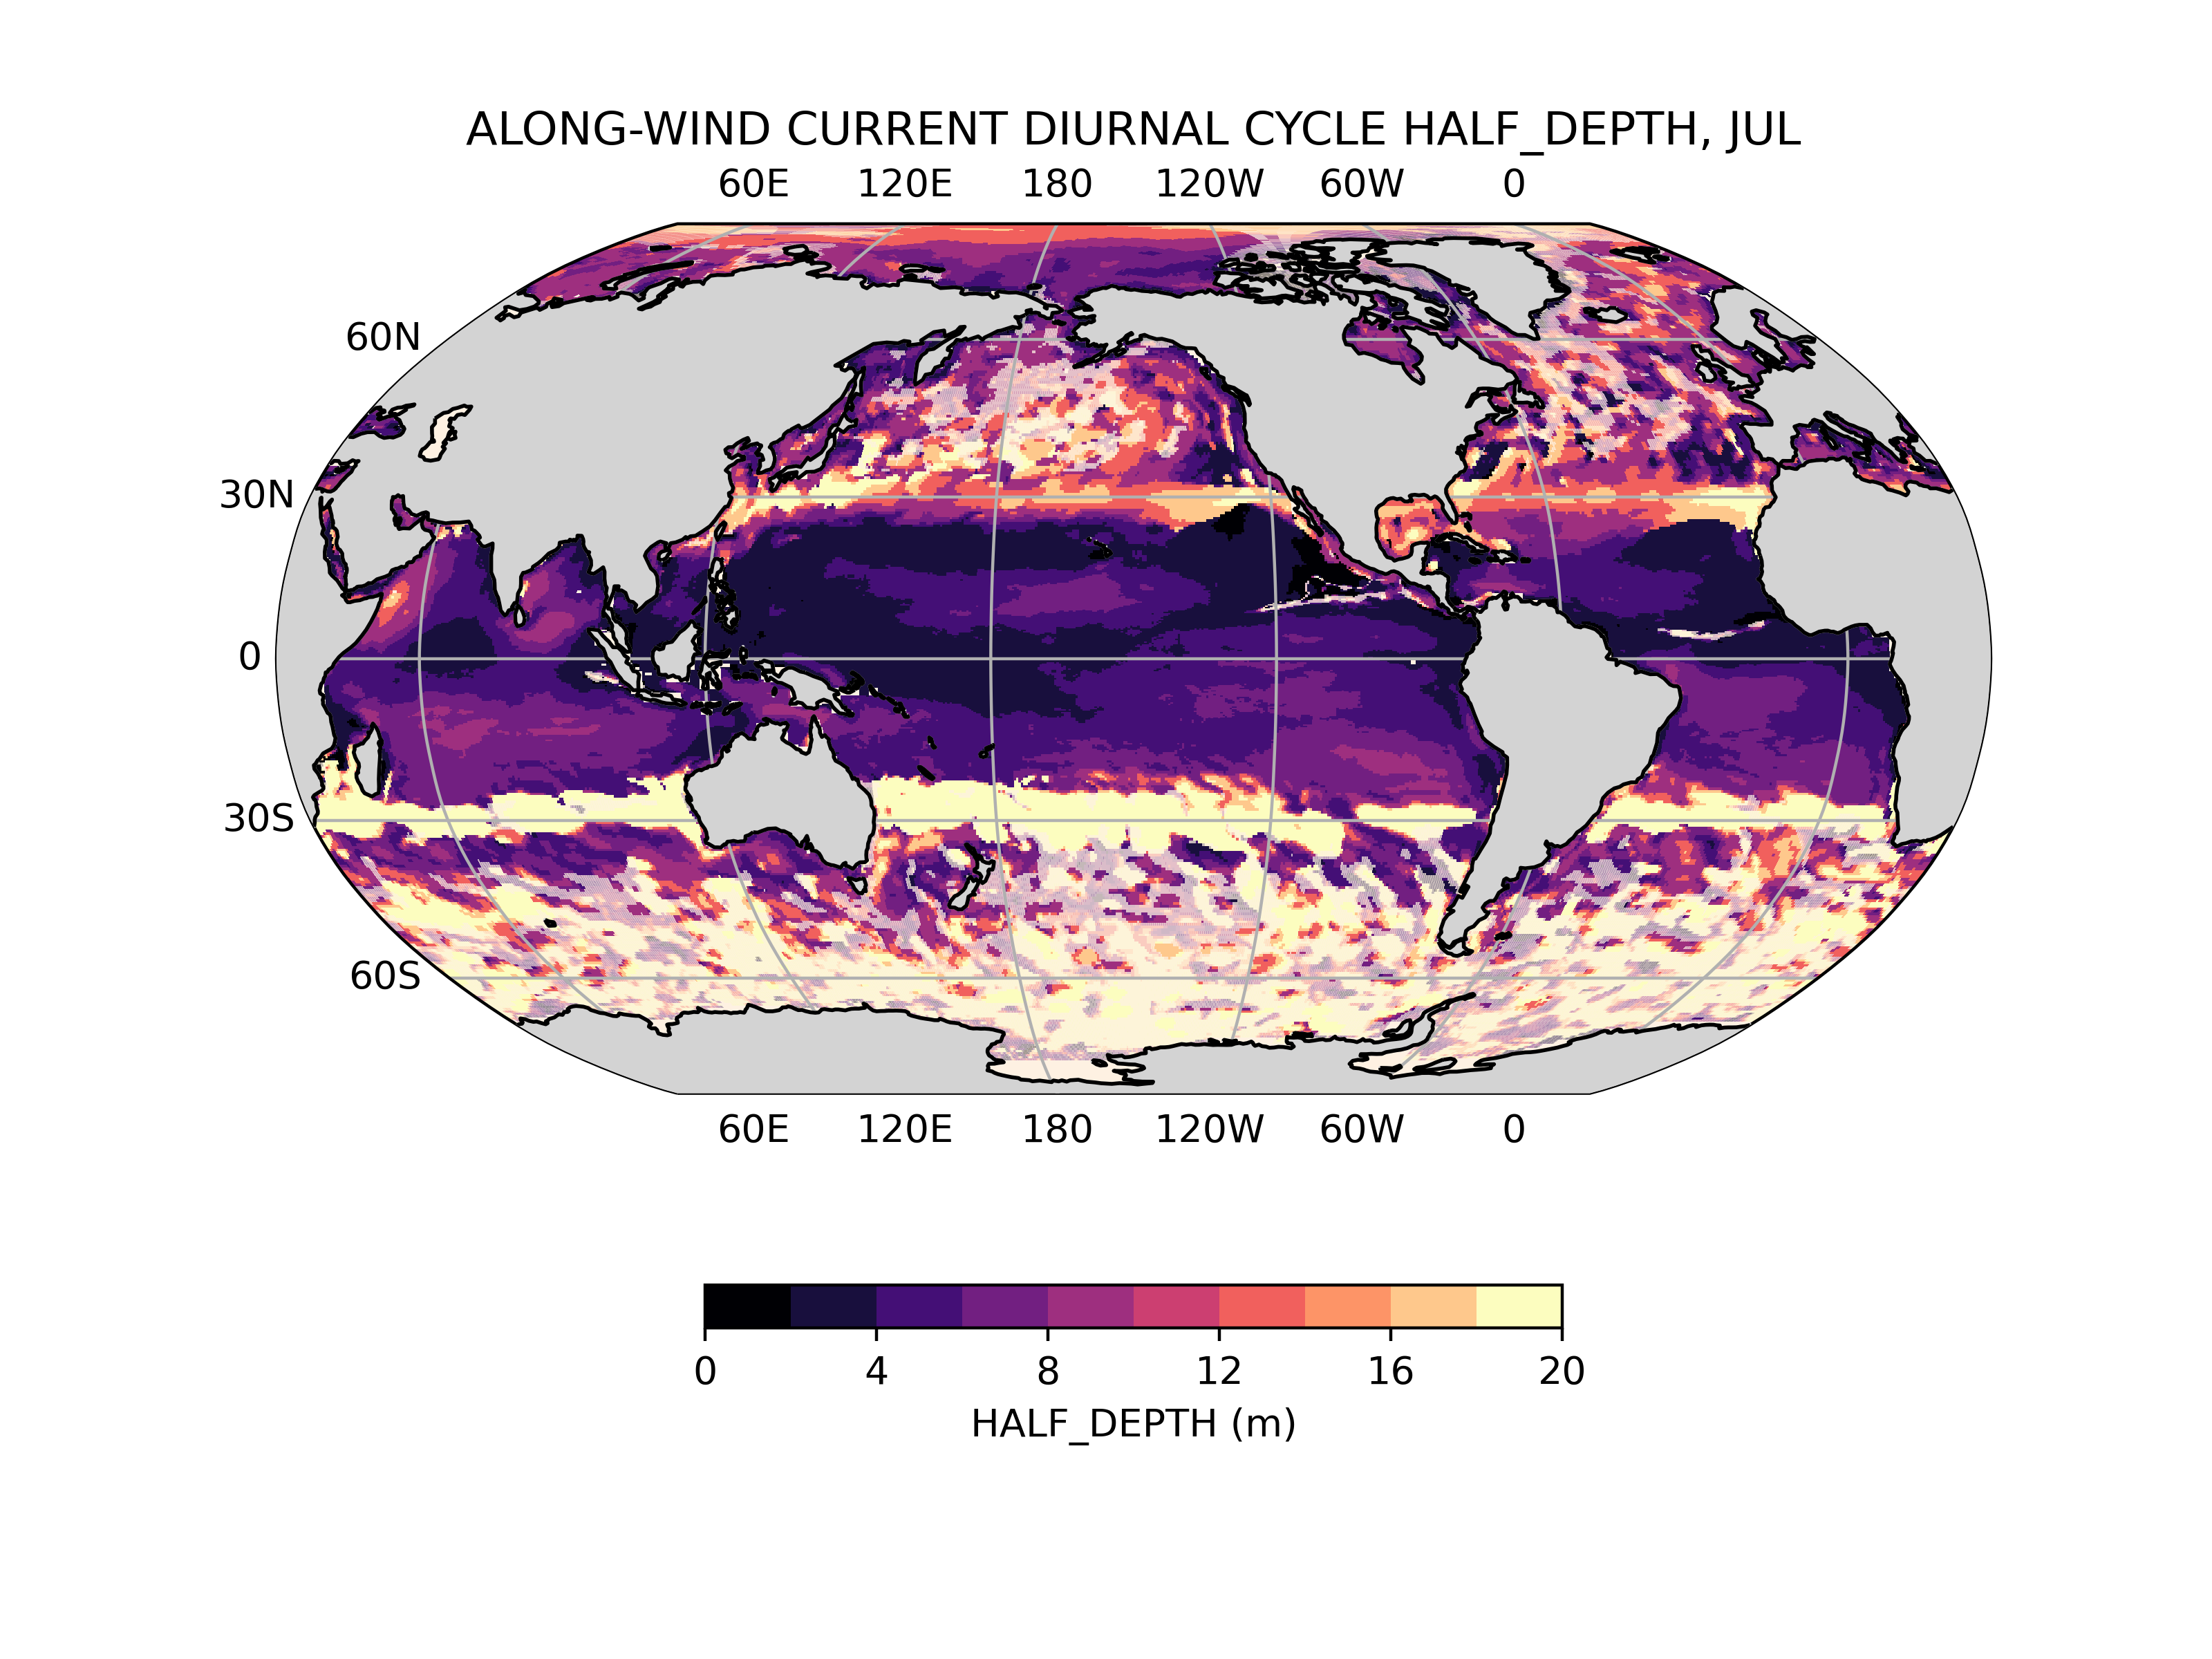 ALONG-WIND CURRENT DIURNAL CYCLE HALF_DEPTH, JUL
60E 120E 180 120W 60W 0
60N
30N
0
30S
60S
60E 120E 180 120W 60W 0
0 4 8 12 16 20
HALF_DEPTH (m)